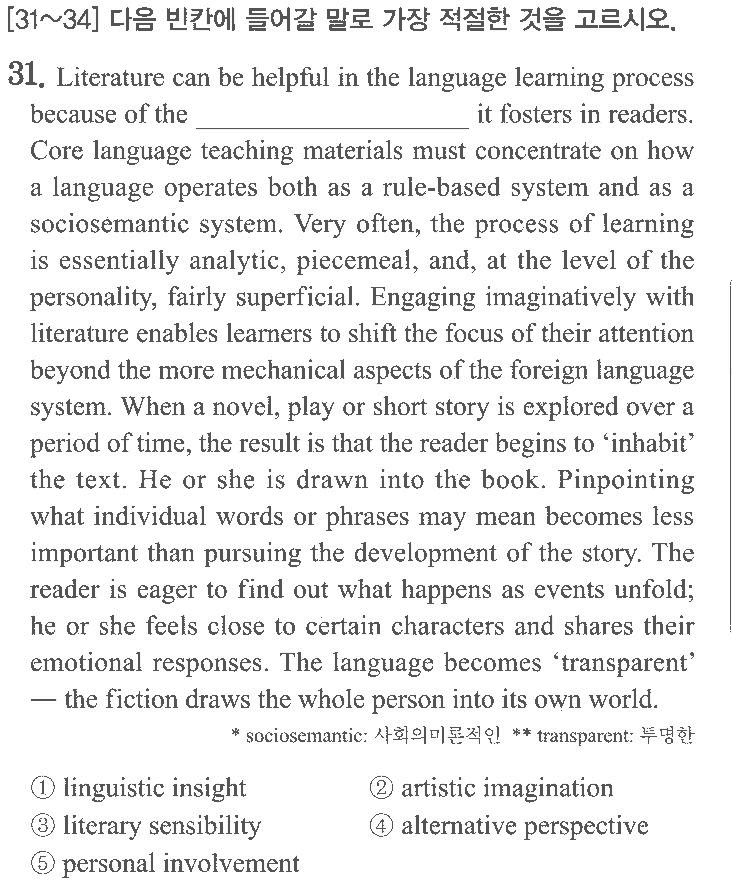 [31~34] 다음 빈칸에 들어갈 말로 가장 적절한 것을 고르시오.
31. Literature can be helpful in the language learning process
because of the ____________________ it fosters in readers.
Core language teaching materials must concentrate on how
a language operates both as a rule-based system and as a
sociosemantic system. Very often, the process of learning
is essentially analytic, piecemeal, and, at the level of the
personality, fairly superficial. Engaging imaginatively with
literature enables learners to shift the focus of their attention
beyond the more mechanical aspects of the foreign language
system. When a novel, play or short story is explored over a
period of time, the result is that the reader begins to ‘inhabit’
the text. He or she is drawn into the book. Pinpointing
what individual words or phrases may mean becomes less
important than pursuing the development of the story. The
reader is eager to find out what happens as events unfold;
he or she feels close to certain characters and shares their
emotional responses. The language becomes ‘transparent’
— the fiction draws the whole person into its own world.
* sociosemantic: 사회의미론적인 ** transparent: 투명한
① linguistic insight ② artistic imagination
③ literary sensibility ④ alternative perspective
⑤ personal involvement